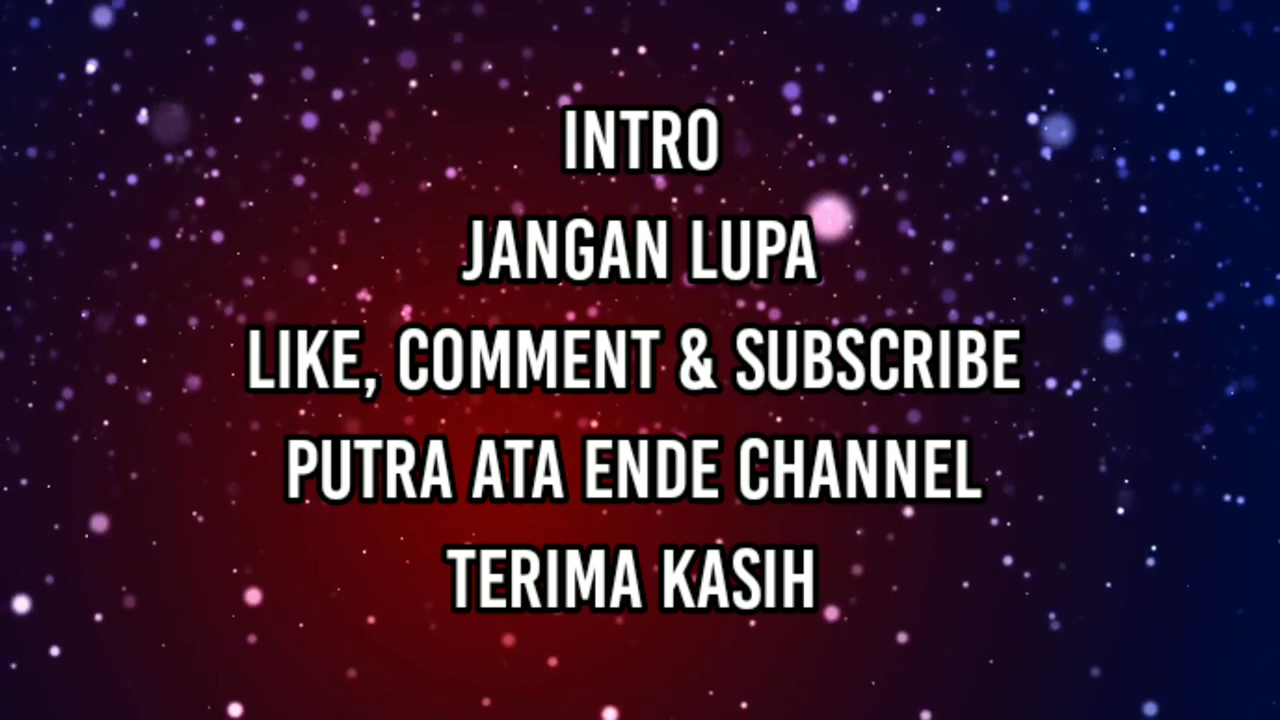 INTRO
JANGAN LUPA
LIKE, COMMENT & SUBSCRIBE
PUTRA ATA ENDE CHANNEL
TERIMA KASIH